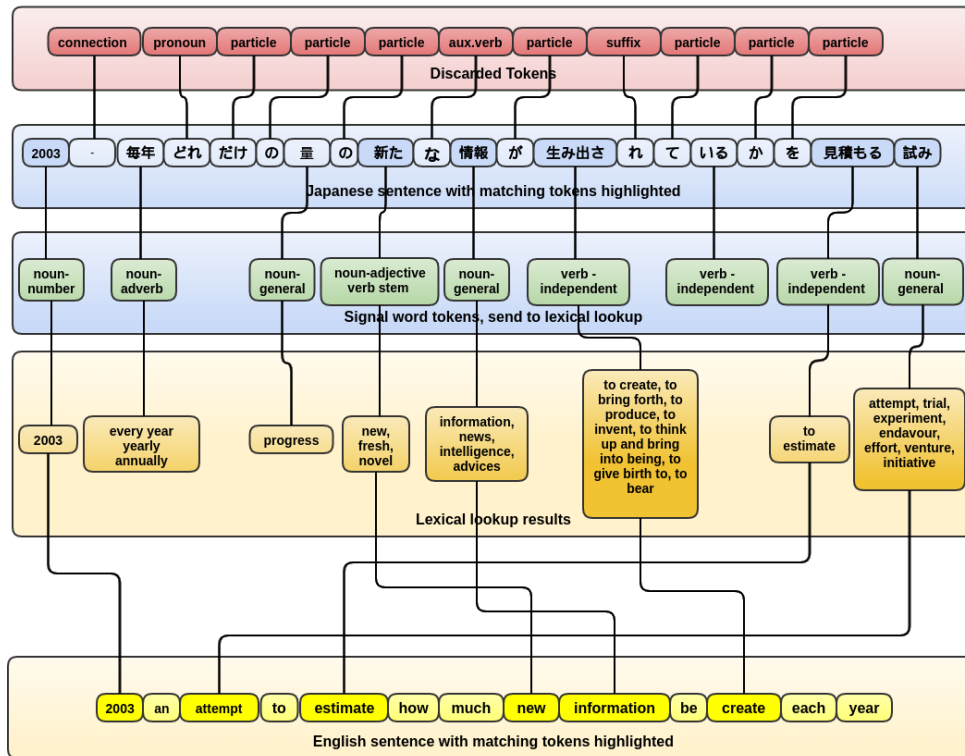 connection pronoun particle particle particle aux.verb particle suffix particle particle particle
Discarded Tokens
2003 - 毎年 どれ だけ の 量 の 新た な 情報 が 生み出さ れ て いる か を 見積もる 試み
Japanese sentence with matching tokens highlighted
noun-
number
noun-
adverb
noun-
general
noun-adjective
verb stem
noun-
general
verb -
independent
verb -
independent
verb -
independent
noun-
general
Signal word tokens, send to lexical lookup
2003
every year
yearly
annually
progress
new,
fresh,
novel
information,
news,
intelligence,
advices
to create, to
bring forth, to
produce, to
invent, to think
up and bring
into being, to
give birth to, to
bear
to
estimate
attempt, trial,
experiment,
endavour,
effort, venture,
initiative
Lexical lookup results
2003 an attempt to estimate how much new information be create each year
English sentence with matching tokens highlighted